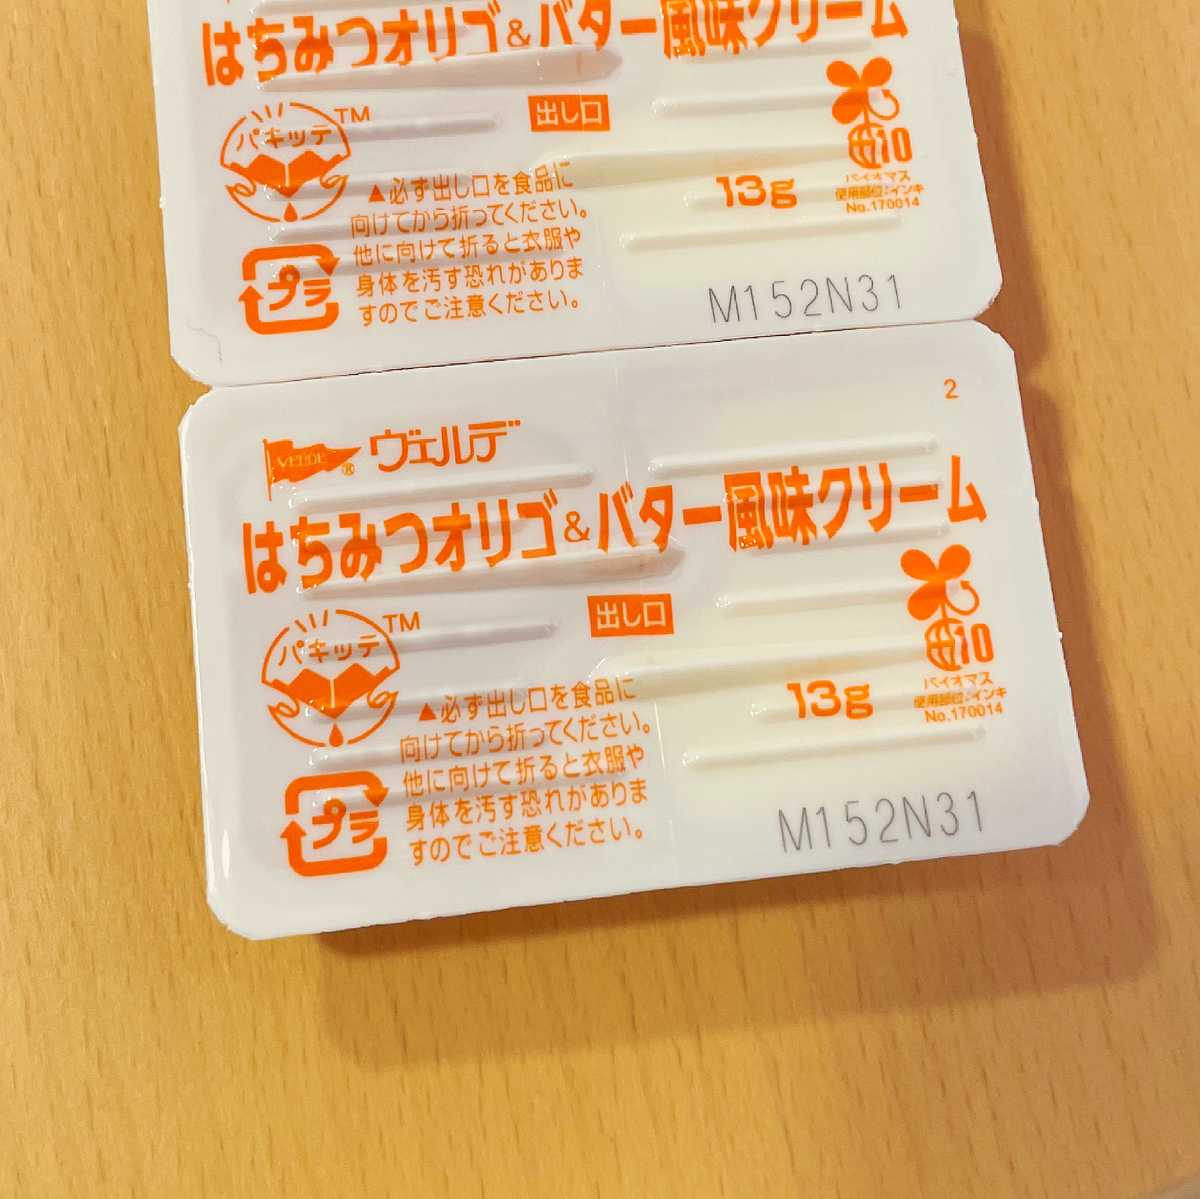 はちみつオリゴ&バター風味クリーム
パキッテ TM
出し口
10
バイオマス
使用部位:インキ
No.170014
13g
▲必ず出し口を食品に
向けてから折ってください。
他に向けて折ると衣服や
身体を汚す恐れがありま
すのでご注意ください。
プラ
M152N31
2
VERDE® ヴェルデ
はちみつオリゴ&バター風味クリーム
パキッテ TM
出し口
10
バイオマス
使用部位:インキ
No.170014
13g
▲必ず出し口を食品に
向けてから折ってください。
他に向けて折ると衣服や
身体を汚す恐れがありま
すのでご注意ください。
プラ
M152N31